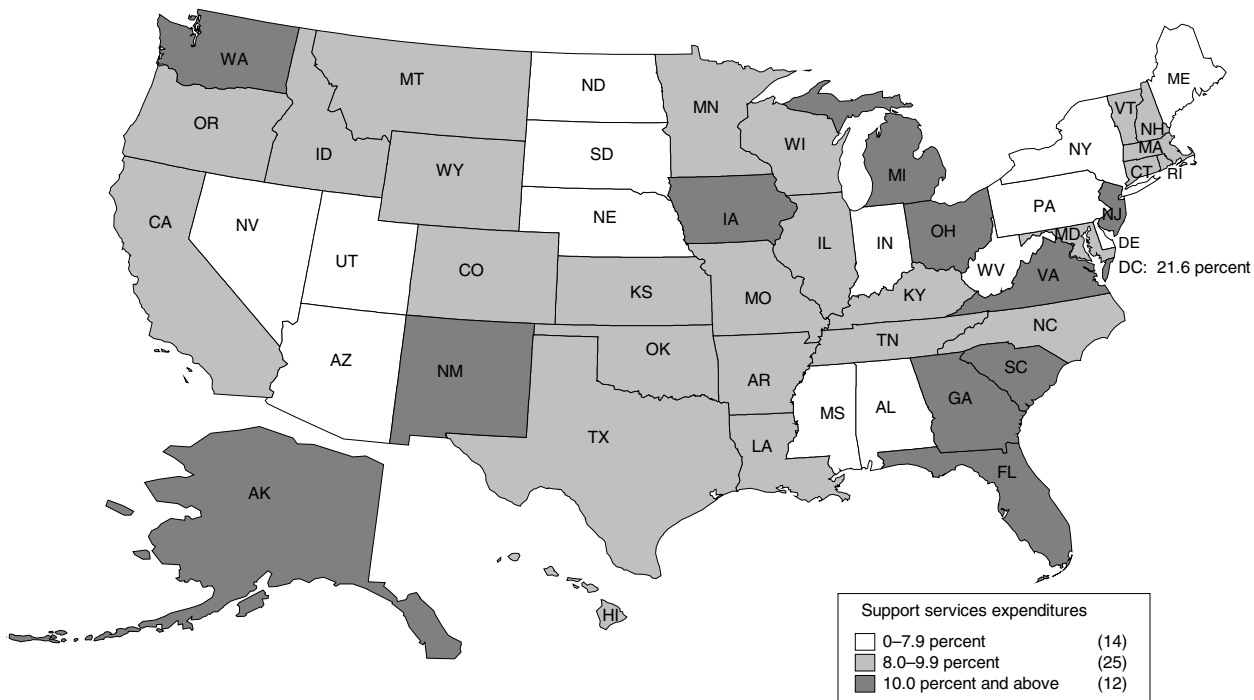 WA
MT
ND
MN
ME
OR
ID
WY
SD
WI
MI
VT
NH
NY
MA
CT
RI
CA
NV
UT
CO
NE
IA
IL
IN
OH
PA
NJ
MD
DE
DC: 21.6 percent
WV
VA
KS
MO
KY
NC
AZ
NM
OK
AR
TN
SC
MS
AL
GA
TX
LA
FL
AK
HI
Support services expenditures
0–7.9 percent (14)
8.0–9.9 percent (25)
10.0 percent and above (12)